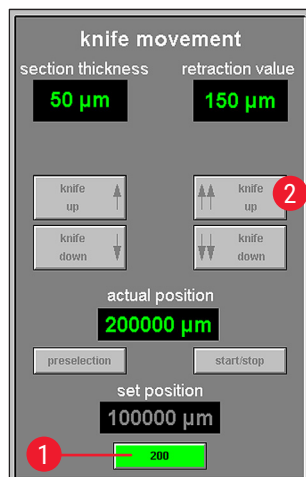 knife movement
section thickness
retraction value
50 µm
150 µm
knife
up
knife
up
2
knife
down
knife
down
actual position
200000 µm
preselection
start/stop
set position
100000 µm
1
200